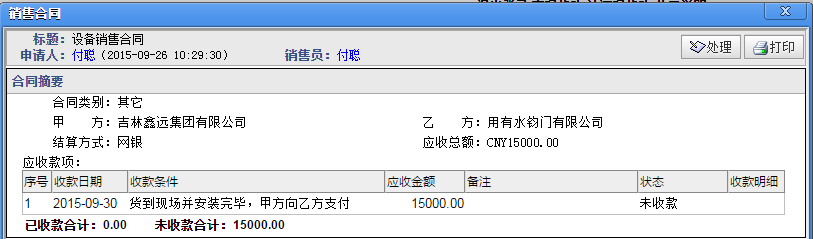 销售合同
标题：设备销售合同
申请人：付聪（2015-09-26 10:29:30） 销售员：付聪
处理 打印
合同摘要
合同类别：其它
甲 方：吉林鑫远集团有限公司 乙 方：用有水钧门有限公司
结算方式：网银 应收总额：CNY15000.00
应收款项：
序号 收款日期 收款条件 应收金额 备注 状态 收款明细
1 2015-09-30 货到现场并安装完毕，甲方向乙方支付 15000.00 未收款
已收款合计：0.00 未收款合计：15000.00